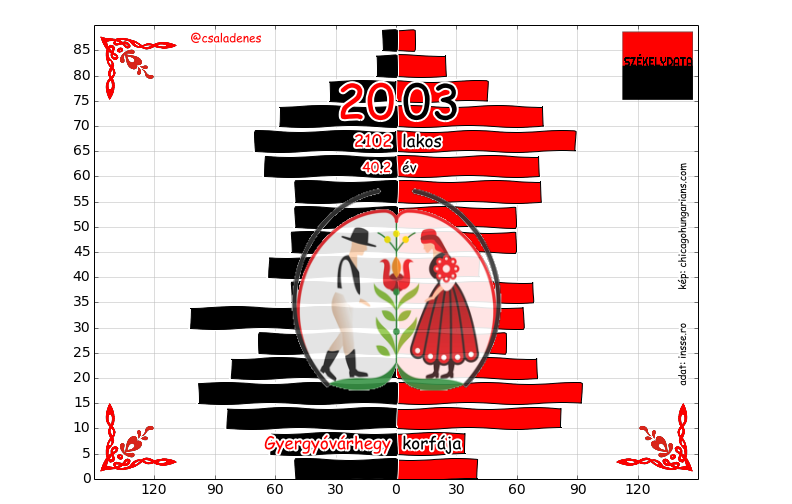 @csaladenes
SZÉKELYDATA
2003
2102 lakos
40.2 év
kép: chicagohungarians.com
adat: insse.ro
Gyergyóvárhegy korfája
85
80
75
70
65
60
55
50
45
40
35
30
25
20
15
10
5
0
120 90 60 30 0 30 60 90 120